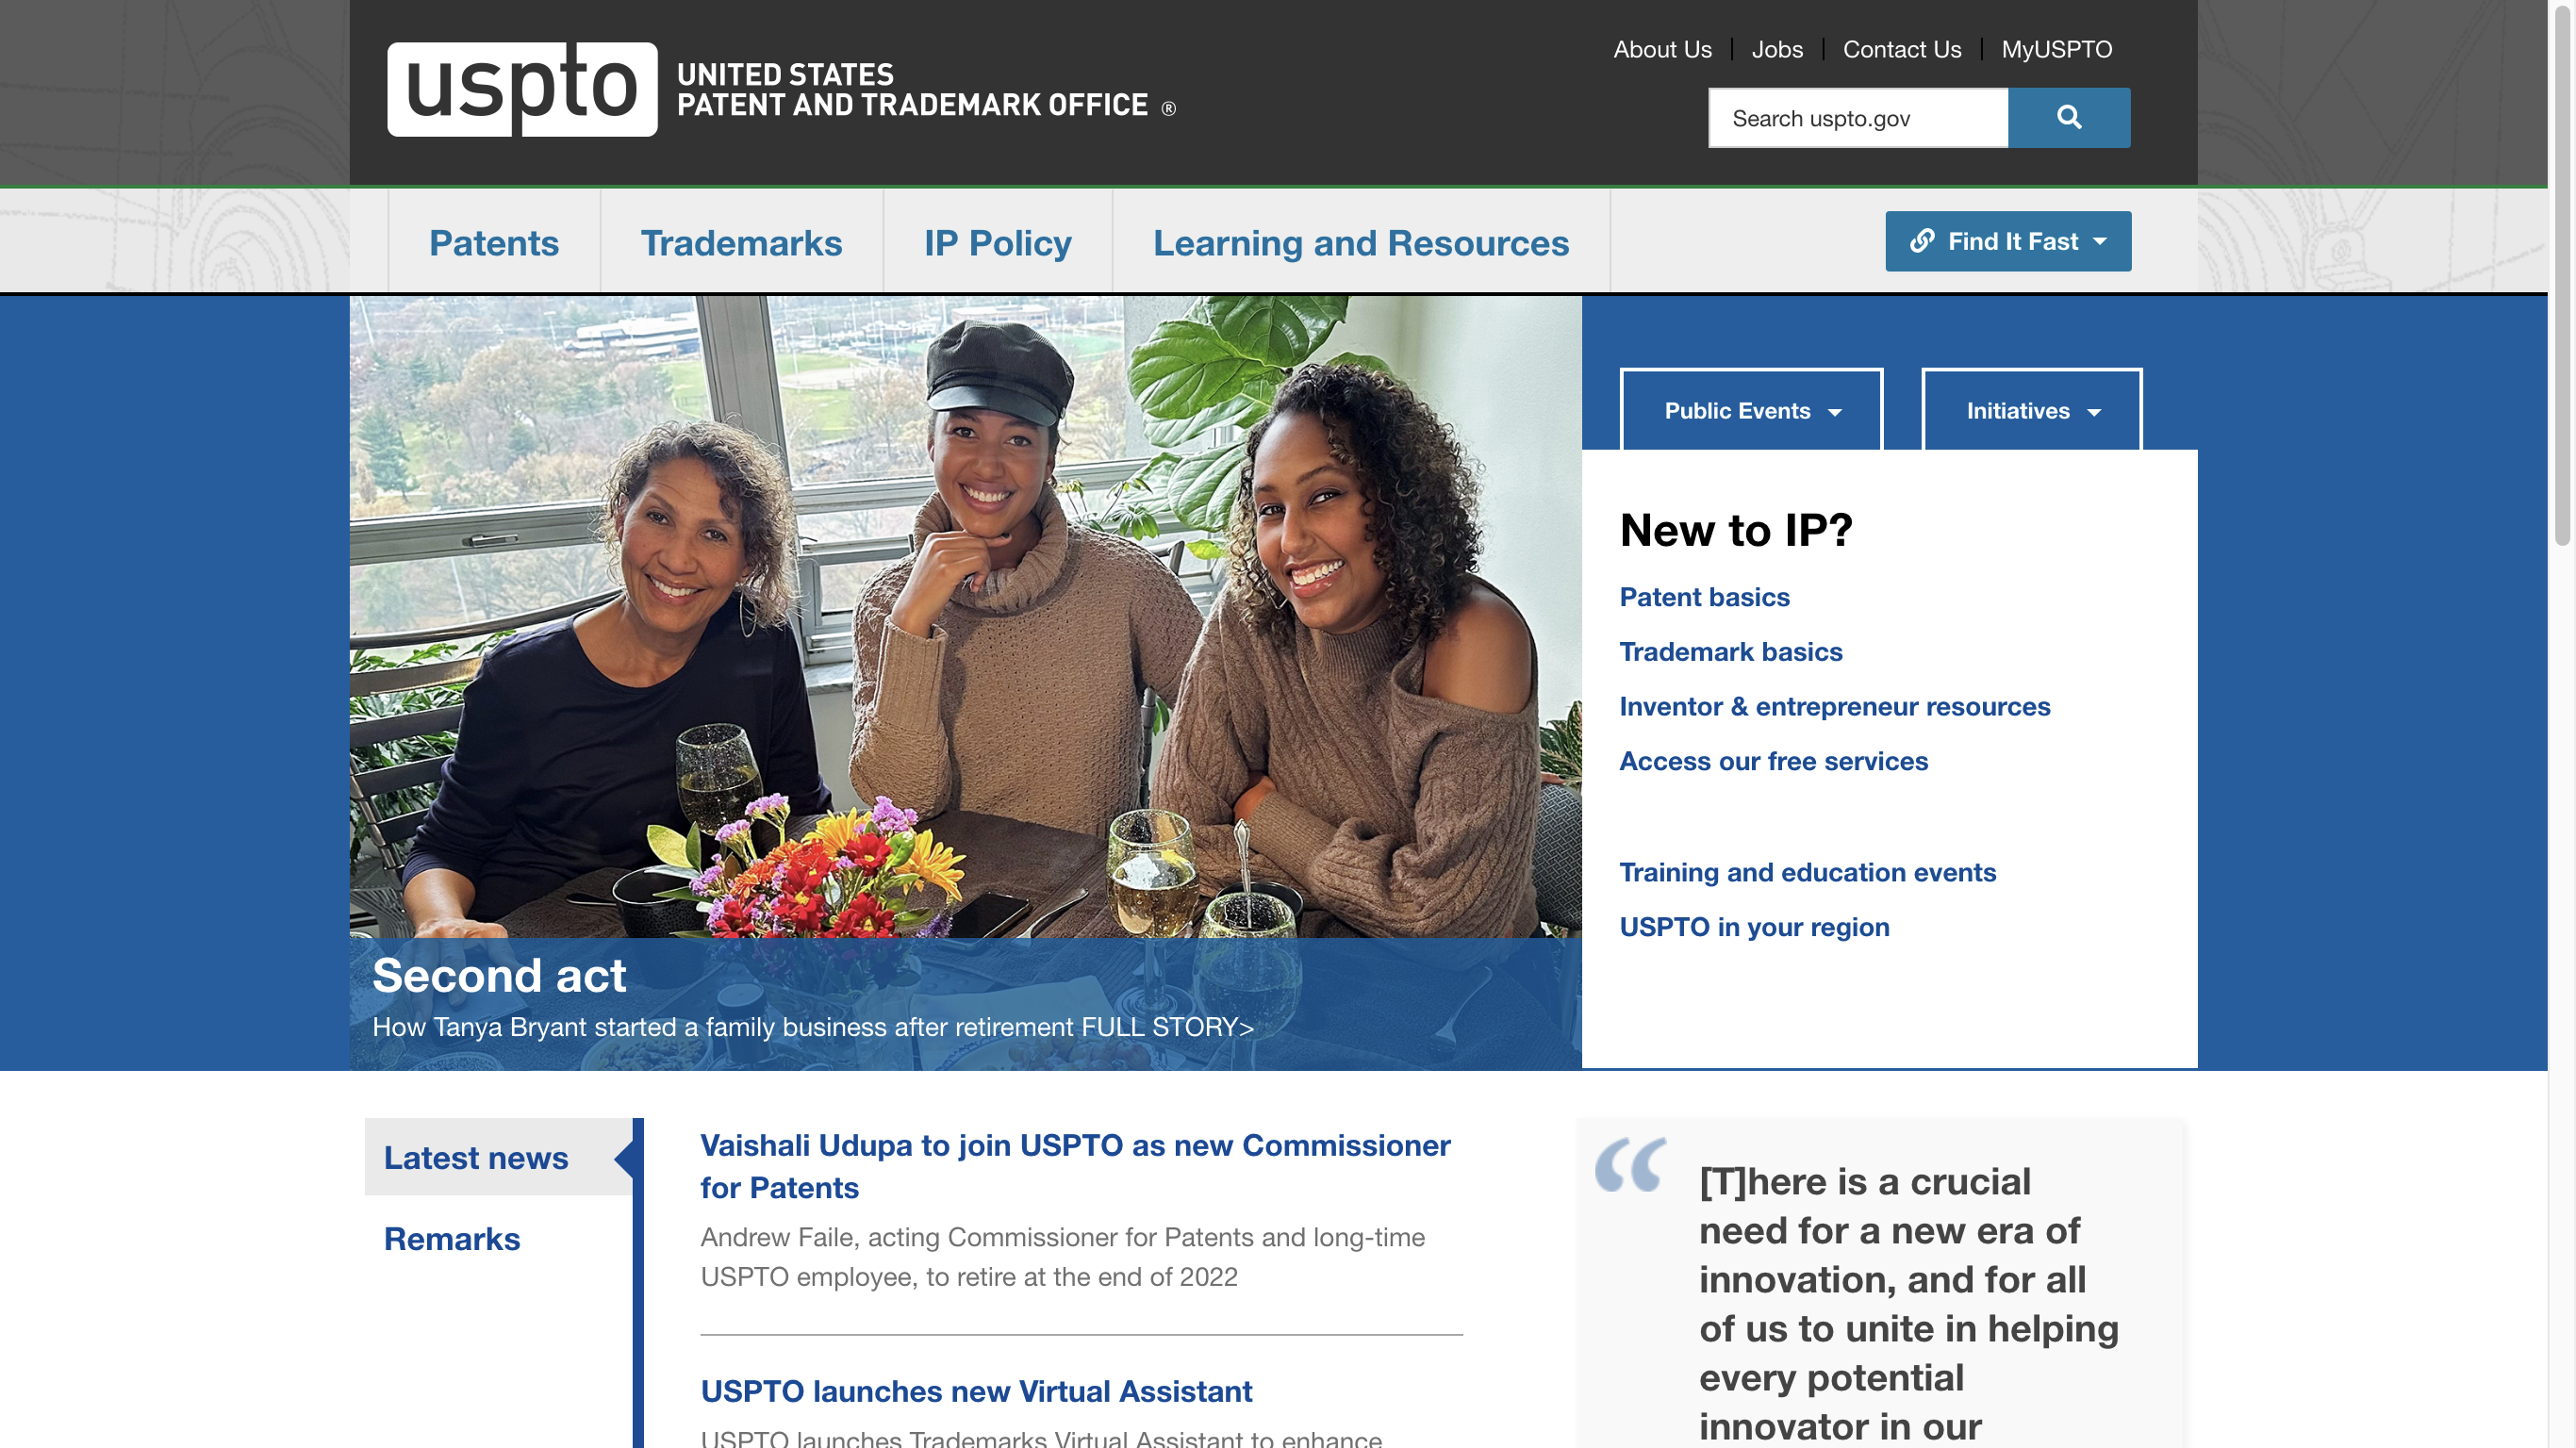 uspto
UNITED STATES
PATENT AND TRADEMARK OFFICE ®
About Us
Jobs
Contact Us
MyUSPTO
Search uspto.gov
Patents
Trademarks
IP Policy
Learning and Resources
Find It Fast
Public Events
Initiatives
New to IP?
Patent basics
Trademark basics
Inventor & entrepreneur resources
Access our free services
Training and education events
USPTO in your region
Second act
How Tanya Bryant started a family business after retirement FULL STORY>
Latest news
Remarks
Vaishali Udupa to join USPTO as new Commissioner
for Patents
Andrew Faile, acting Commissioner for Patents and long-time
USPTO employee, to retire at the end of 2022
USPTO launches new Virtual Assistant
USPTO launches Trademarks Virtual Assistant to enhance
“
[T]here is a crucial
need for a new era of
innovation, and for all
of us to unite in helping
every potential
innovator in our